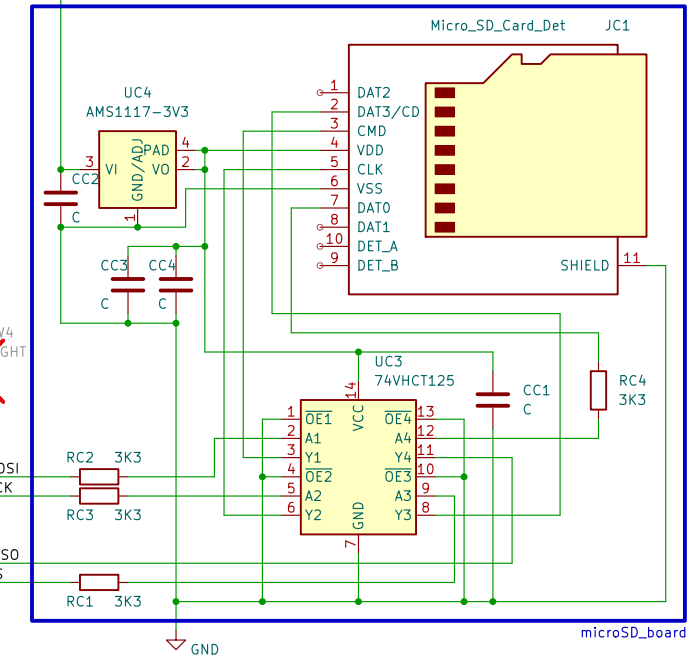 Micro_SD_Card_Det JC1
UC4
AMS1117-3V3
1 DAT2
2 DAT3/CD
3 CMD
4 VDD
5 CLK
6 VSS
7 DAT0
8 DAT1
10 DET_A
9 DET_B
SHIELD 11
PAD 4
3 VI
VO 2
GND/ADJ
1
CC2
C
CC3
C
CC4
C
GHT
UC3
74VHCT125
14
VCC
1 OE1
2 A1
3 Y1
4 OE2
5 A2
6 Y2
OE4 13
A4 12
Y4 11
OE3 10
A3 9
Y3 8
GND
7
CC1
C
RC4
3K3
RC2 3K3
OSI
CK
RC3 3K3
SO
S
RC1 3K3
microSD_board
GND